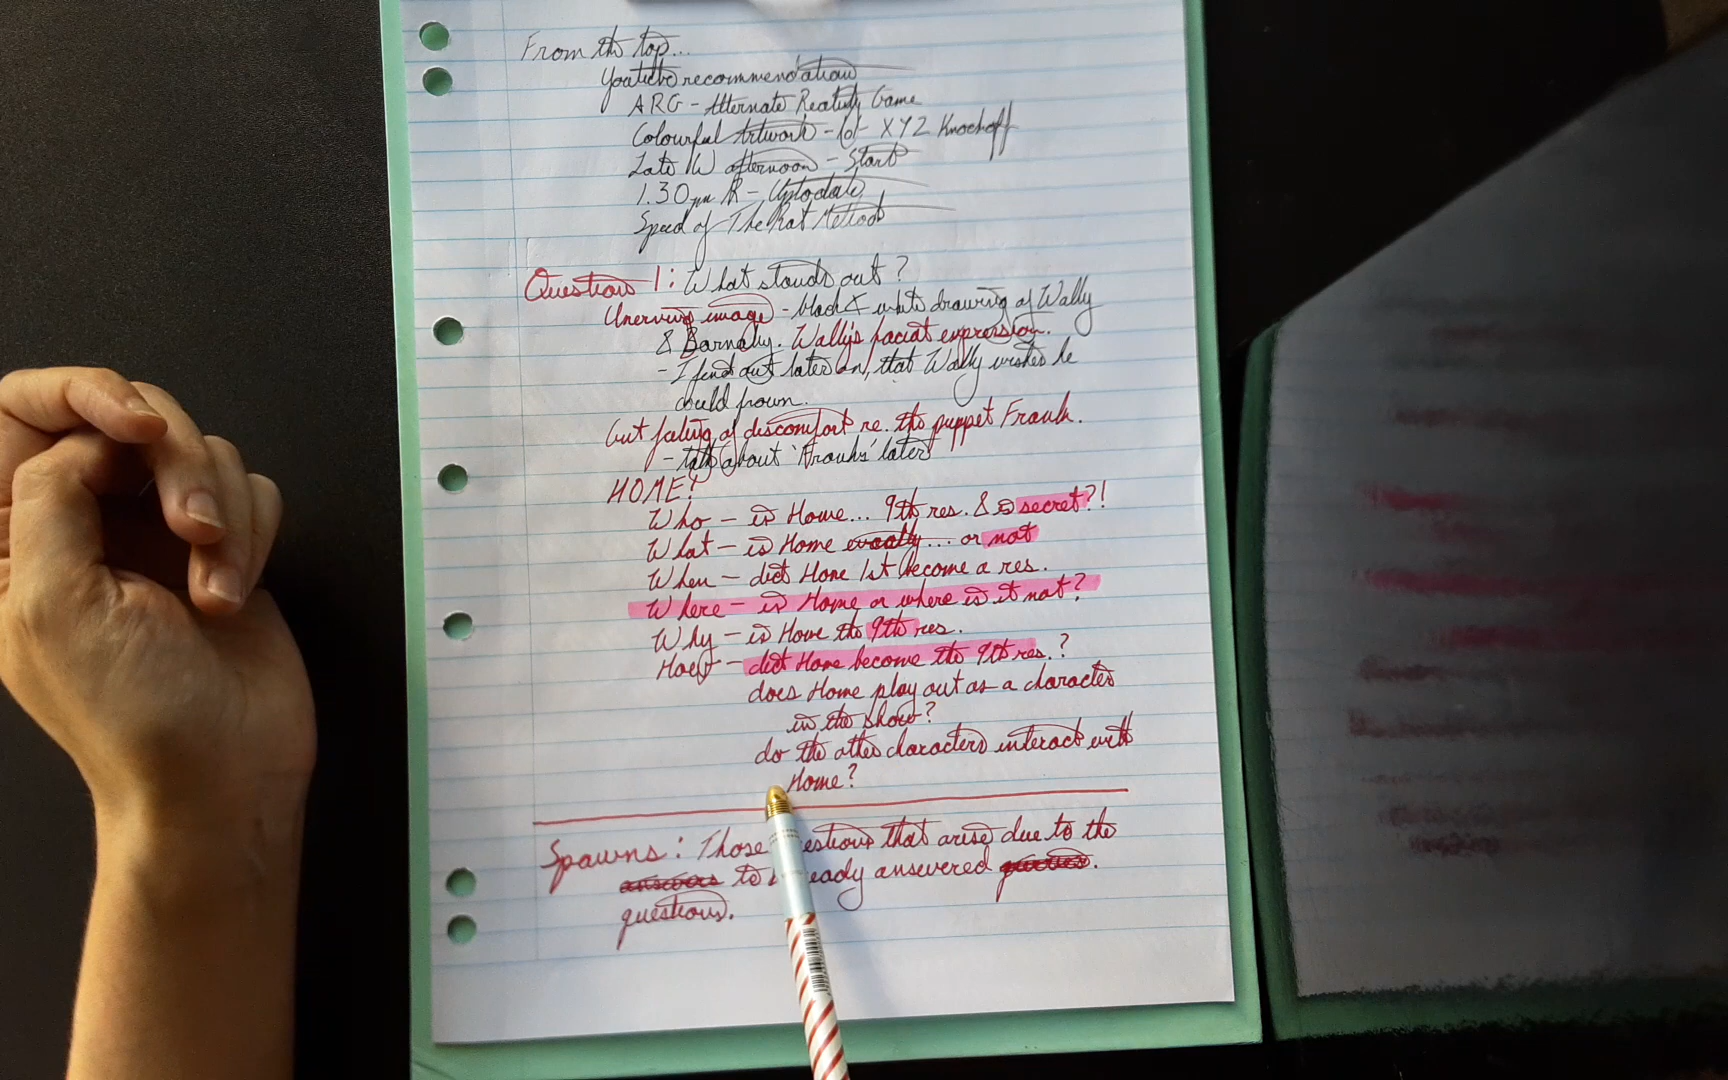 From the top...
Youtube recommendation
ARG - Alternate Reality Game
Colourful Artwork - lot XYZ Knockoff
Late W afternoon - Start
1.30pm R - Uptodate
Speed of The Rat Method
Question 1: What stands out?
Unerving image - black & white drawing of Wally
& Barnaby. Wally's facial expression.
- I find out later on, that Wally wishes he
could frown.
Gut feeling of discomfort re. the puppet Frank.
- talk about 'Franks' later
HOME?
Who - is Home... 9th res. & is secret?!
What - is Home exactly... or not
When - did Home 1st become a res.
Where - is Home or where is it not?
Why - is Home the 9th res.
How - did Home become the 9th res.?
does Home play out as a character
in the show?
do the other characters interact with
Home?
Spawns: Those estions that arise due to the
answers to eady answered queries.
questions.